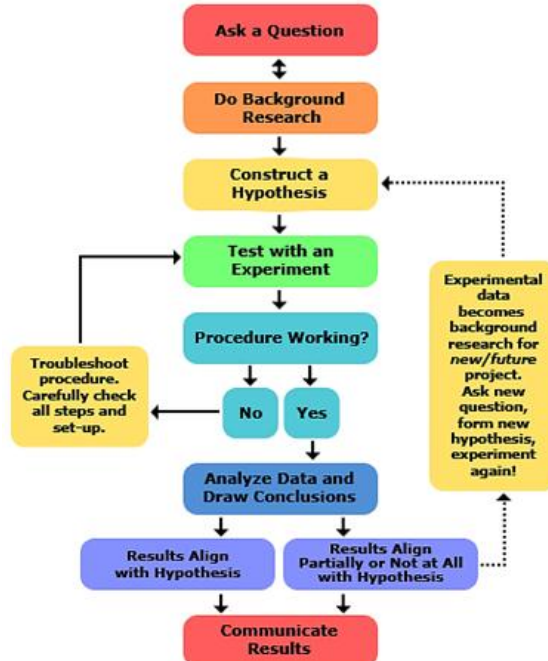 Ask a Question
Do Background
Research
Construct a
Hypothesis
Test with an
Experiment
Procedure Working?
Troubleshoot
procedure.
Carefully check
all steps and
set-up.
No
Yes
Experimental
data
becomes
background
research for
new/future
project.
Ask new
question,
form new
hypothesis,
experiment
again!
Analyze Data and
Draw Conclusions
Results Align
with Hypothesis
Results Align
Partially or Not at All
with Hypothesis
Communicate
Results